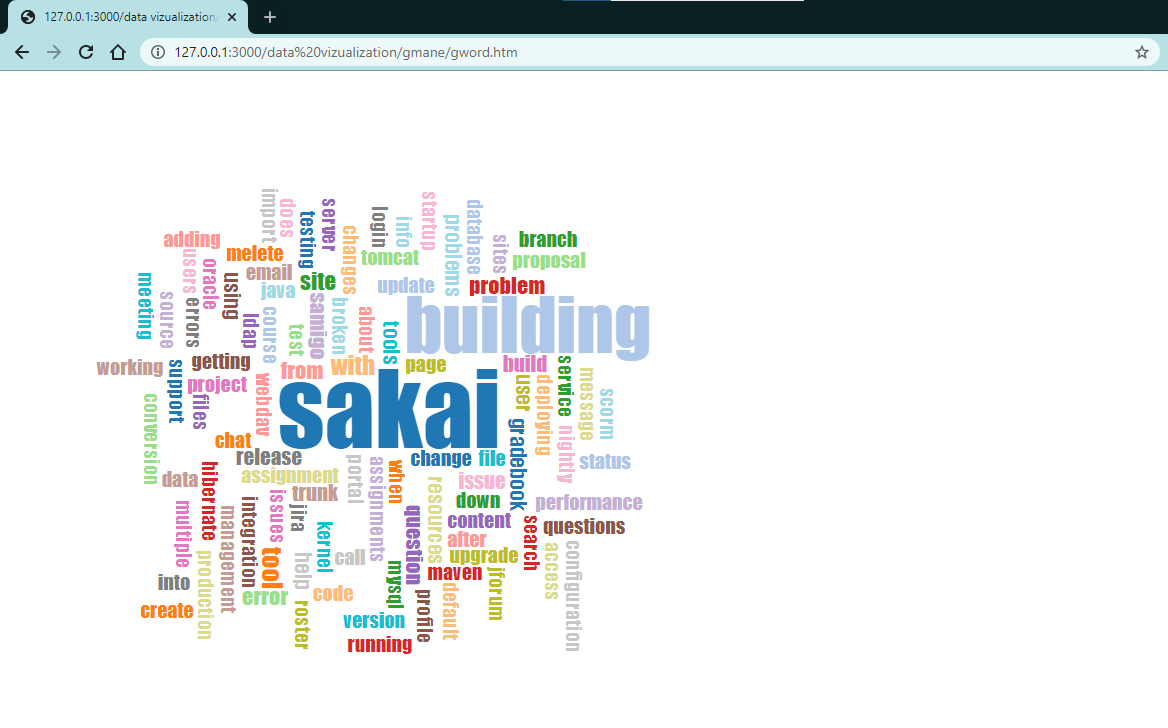 127.0.0.1:3000/data vizualization/
127.0.0.1:3000/data%20vizualization/gmane/gword.htm
import
does
testing
server
changes
login
info
startup
problems
database
sites
branch
proposal
adding
melete
tomcat
users
oracle
email
site
java
using
update
problem
meeting
source
errors
ldap
course
test
samigo
broken
about
tools
building
working
support
getting
project
files
webdav
from
with
page
build
sakai
user
deploying
service
nightly
message
scorm
conversion
chat
release
assignment
trunk
portal
assignments
when
change
file
gradebook
status
data
hibernate
multiple
management
integration
issues
jira
kernel
issue
down
resources
content
question
performance
questions
search
after
upgrade
maven
jforum
access
configuration
into
production
create
tool
error
help
call
code
roster
mysql
profile
default
version
running